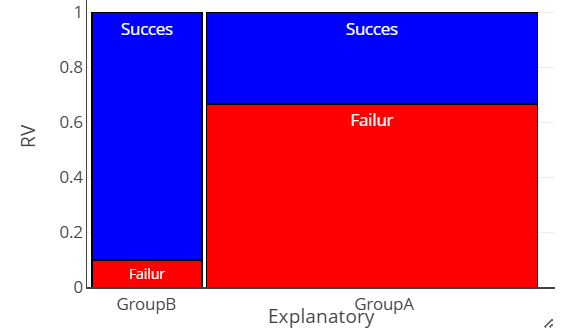 1
0.8
0.6
0.4
0.2
0
RV
Succes
Failur
Succes
Failur
GroupB
GroupA
Explanatory